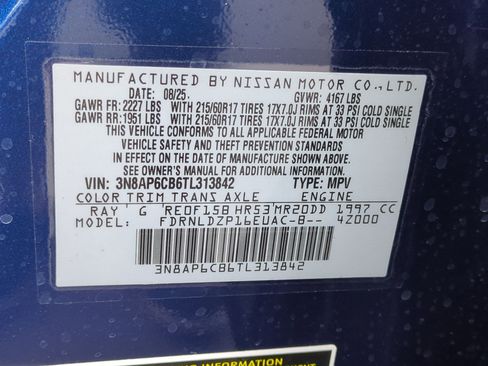 MANUFACTURED BY NISSAN MOTOR CO., LTD.
DATE: 08/25. GVWR: 4167 LBS
GAWR FR: 2227 LBS WITH 215/60R17 TIRES 17X7.0J RIMS AT 33 PSI COLD SINGLE
GAWR RR: 1951 LBS WITH 215/60R17 TIRES 17X7.0J RIMS AT 33 PSI COLD SINGLE
THIS VEHICLE CONFORMS TO ALL APPLICABLE FEDERAL MOTOR
VEHICLE SAFETY AND THEFT PREVENTION STANDARDS
IN EFFECT ON THE DATE OF MANUFACTURE SHOWN ABOVE.
SEE OWNER'S MANUAL FOR ADDITIONAL INFORMATION.
VIN: 3N8AP6CB6TL313842 TYPE: MPV
COLOR TRIM TRANS AXLE ENGINE
RAY G RE0F15B HR53 MR20DD 1997 CC
MODEL: FDRNLDZP16EUAC-B-- 4Z000
3N8AP6CB6TL313842
INFORMATION